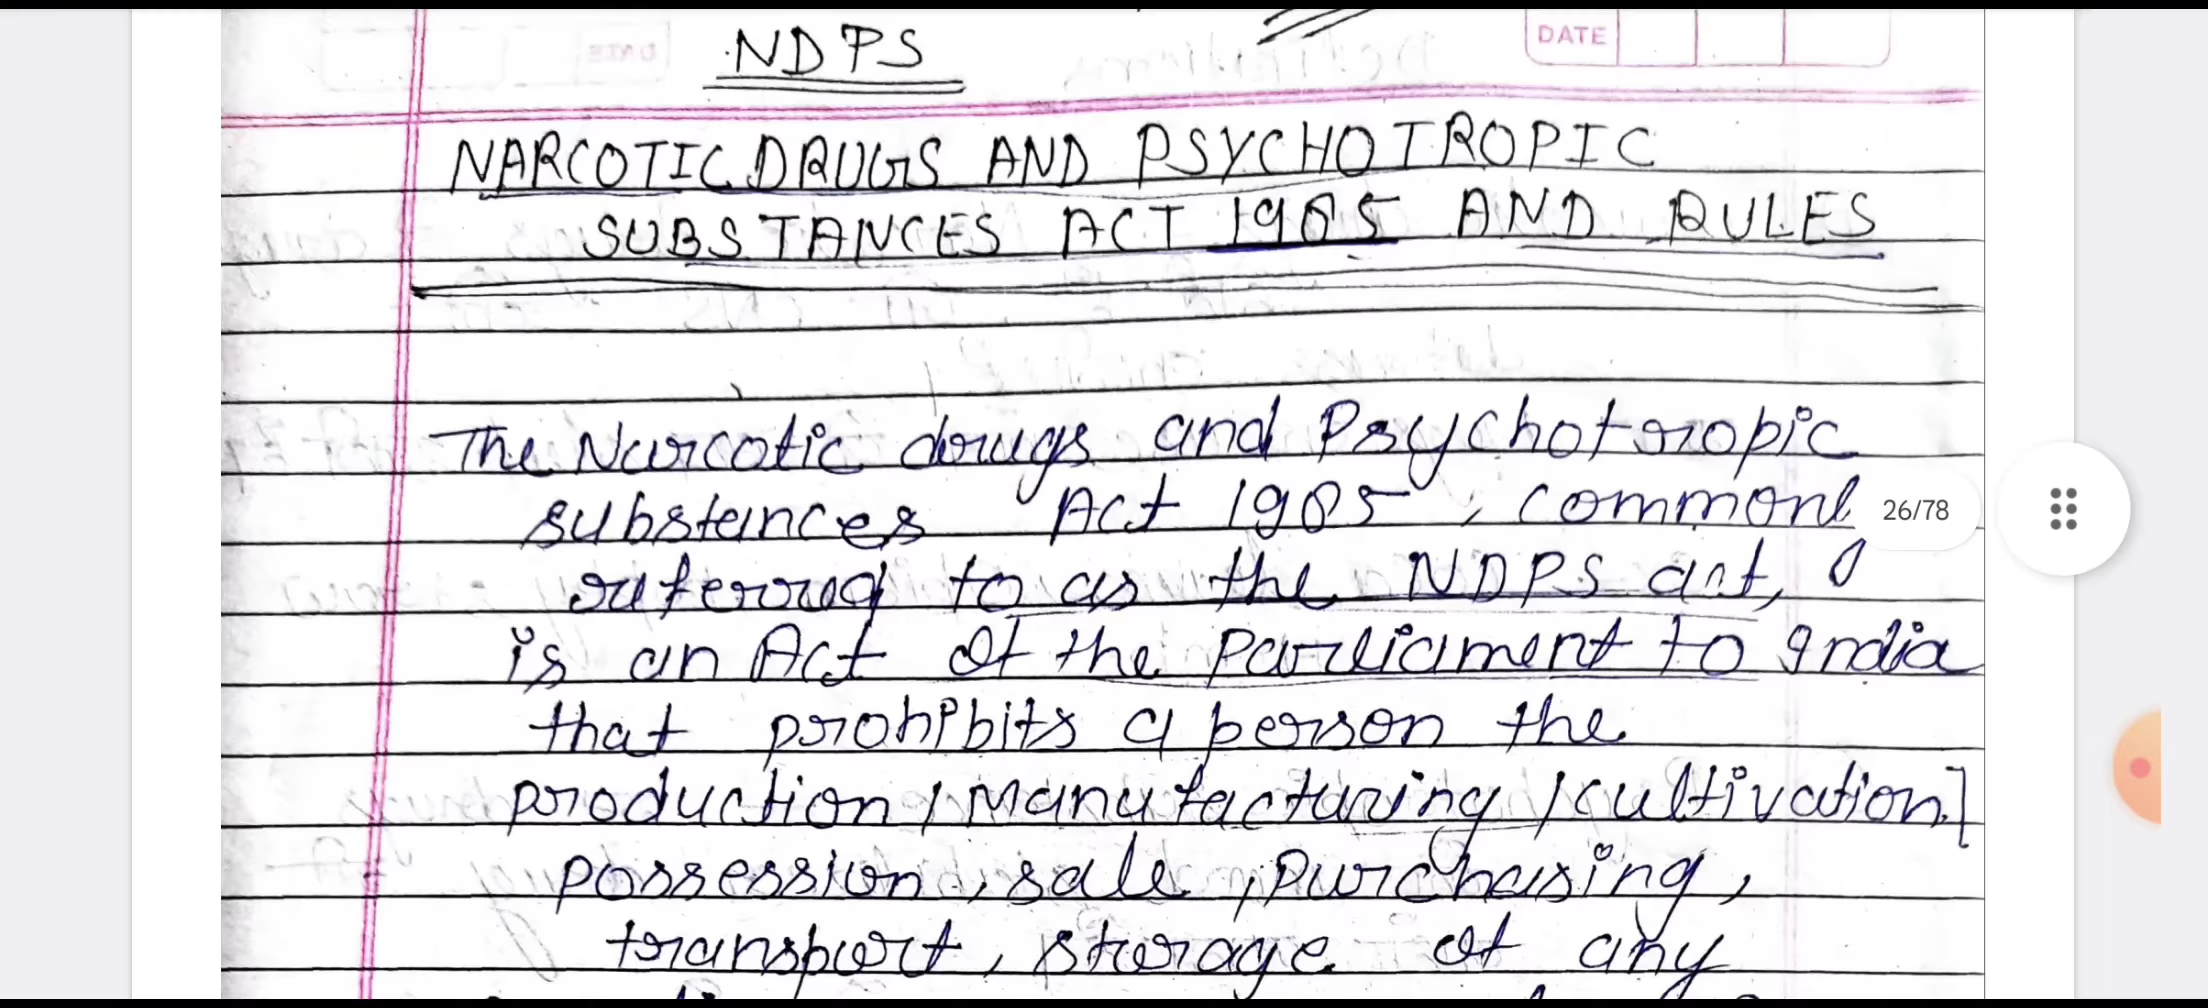 NDPS
DATE
NARCOTIC DRUGS AND PSYCHOTROPIC
SUBSTANCES ACT 1985 AND RULES
The Narcotic drugs and Psychotropic
substances Act 1985, commonly
26/78
referred to as the NDPS act,
is an Act of the Parliament to India
that prohibits a person the
production / Manufacturing / cultivation /
possession, sale, purchasing,
transport, storage of any